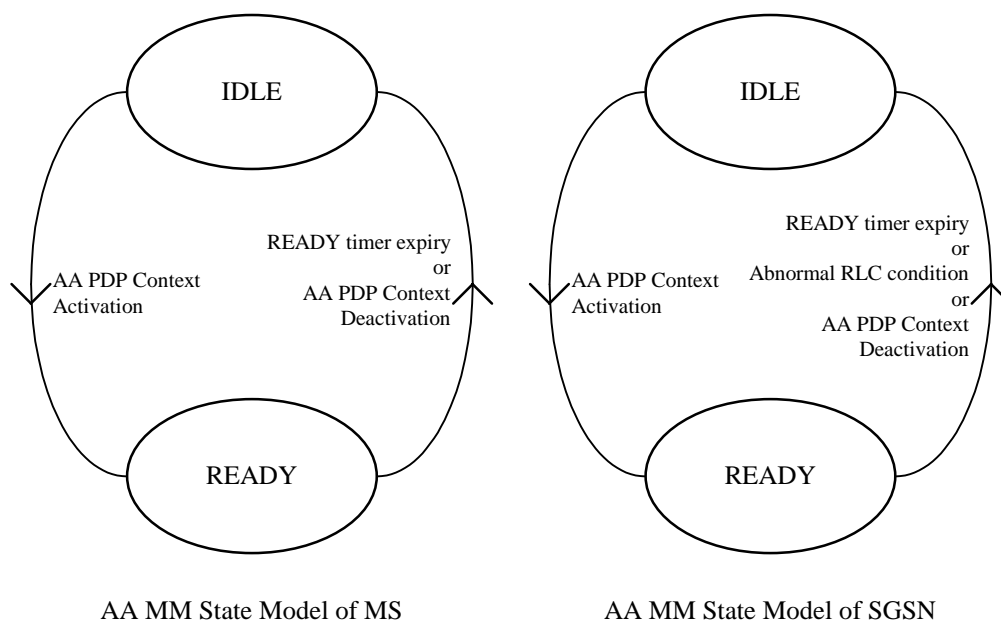 IDLE
AA PDP Context
Activation
READY timer expiry
or
AA PDP Context
Deactivation
READY
AA MM State Model of MS
IDLE
AA PDP Context
Activation
READY timer expiry
or
Abnormal RLC condition
or
AA PDP Context
Deactivation
READY
AA MM State Model of SGSN